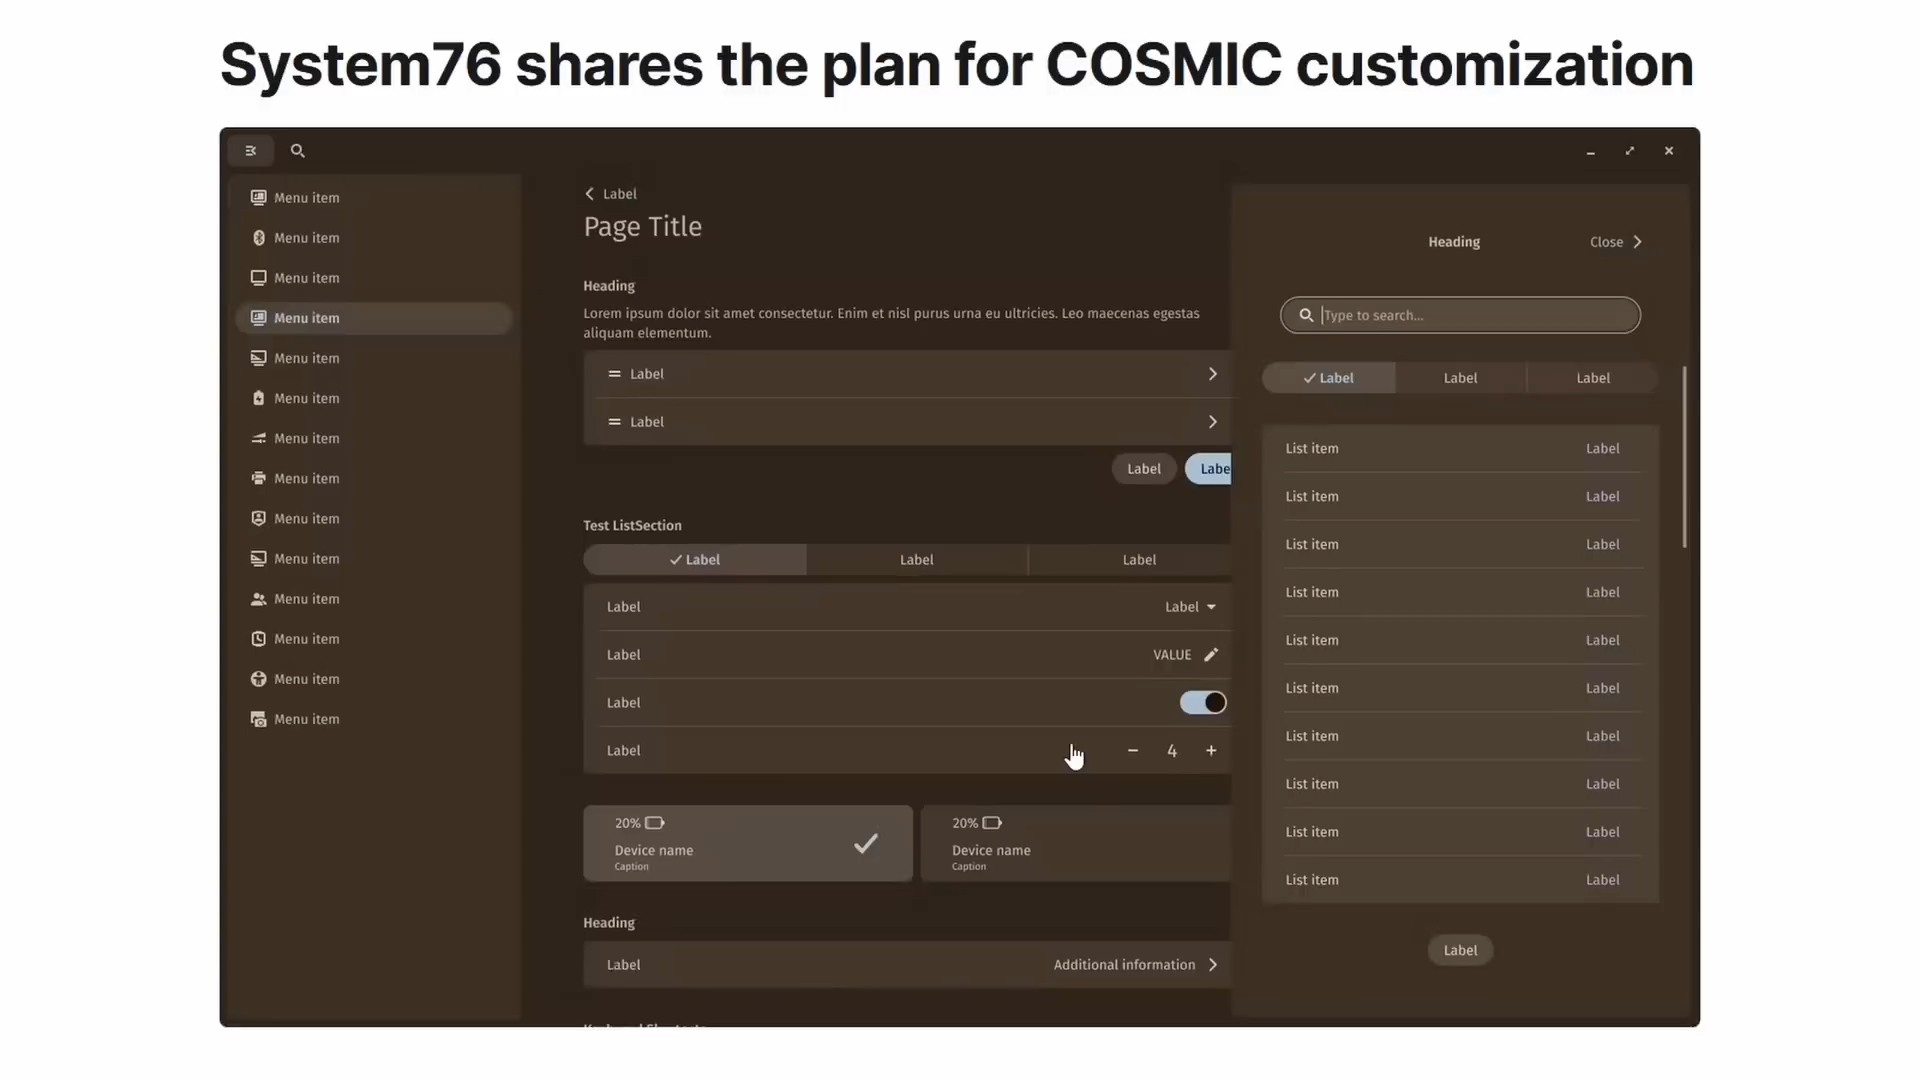 System76 shares the plan for COSMIC customization
Menu item
Menu item
Menu item
Menu item
Menu item
Menu item
Menu item
Menu item
Menu item
Menu item
Menu item
Menu item
Menu item
Menu item
Label
Page Title
Heading
Lorem ipsum dolor sit amet consectetur. Enim et nisl purus urna eu ultricies. Leo maecenas egestas
aliquam elementum.
Label
Label
Label Labe
Test ListSection
Label Label Label
Label Label
Label VALUE
Label
Label 4
20% 20%
Device name Device name
Caption Caption
Heading
Label Additional information
Heading Close
Type to search...
Label Label Label
List item Label
List item Label
List item Label
List item Label
List item Label
List item Label
List item Label
List item Label
List item Label
List item Label
Label